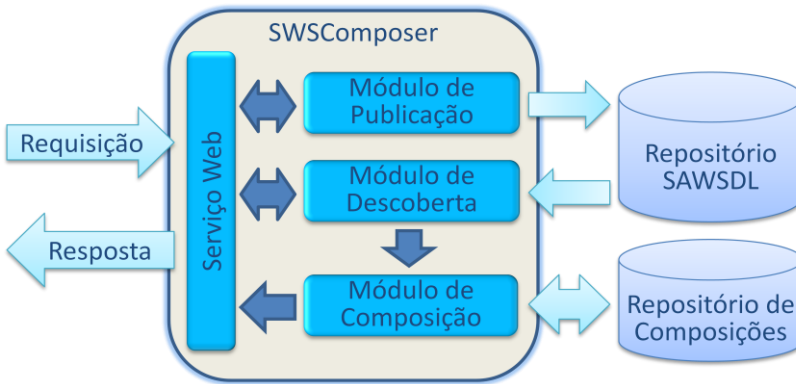 SWSComposer
Requisição
Resposta
Serviço Web
Módulo de
Publicação
Módulo de
Descoberta
Módulo de
Composição
Repositório
SAWSDL
Repositório de
Composições